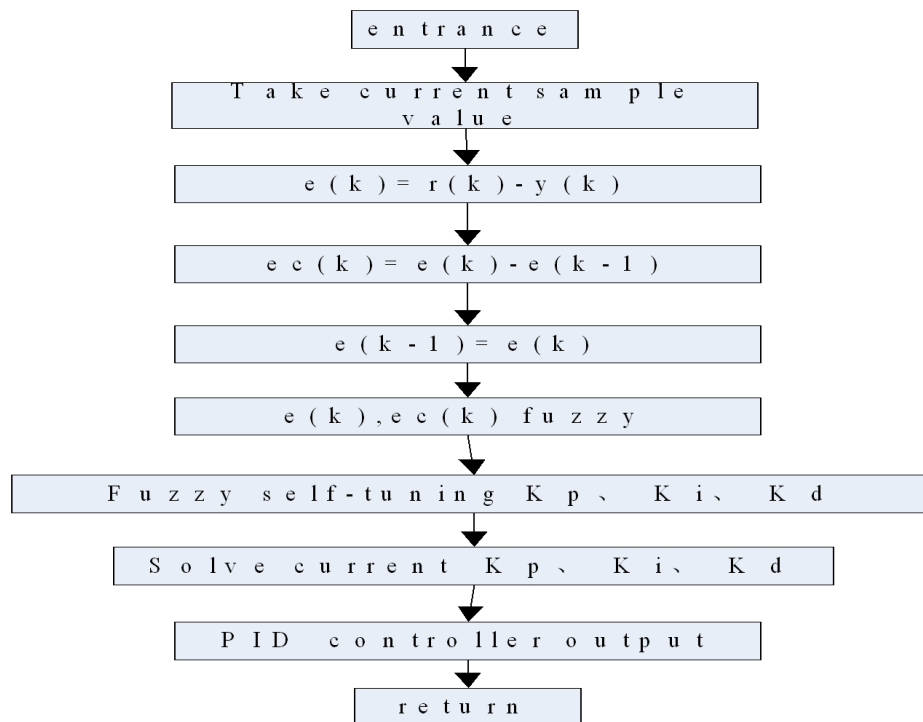 entrance
Take current sample
value
e(k)= r(k)-y(k)
ec(k)= e(k)-e(k-1)
e(k-1)= e(k)
e(k),ec(k) fuzzy
Fuzzy self-tuning Kp、Ki、Kd
Solve current Kp、Ki、Kd
PID controller output
return